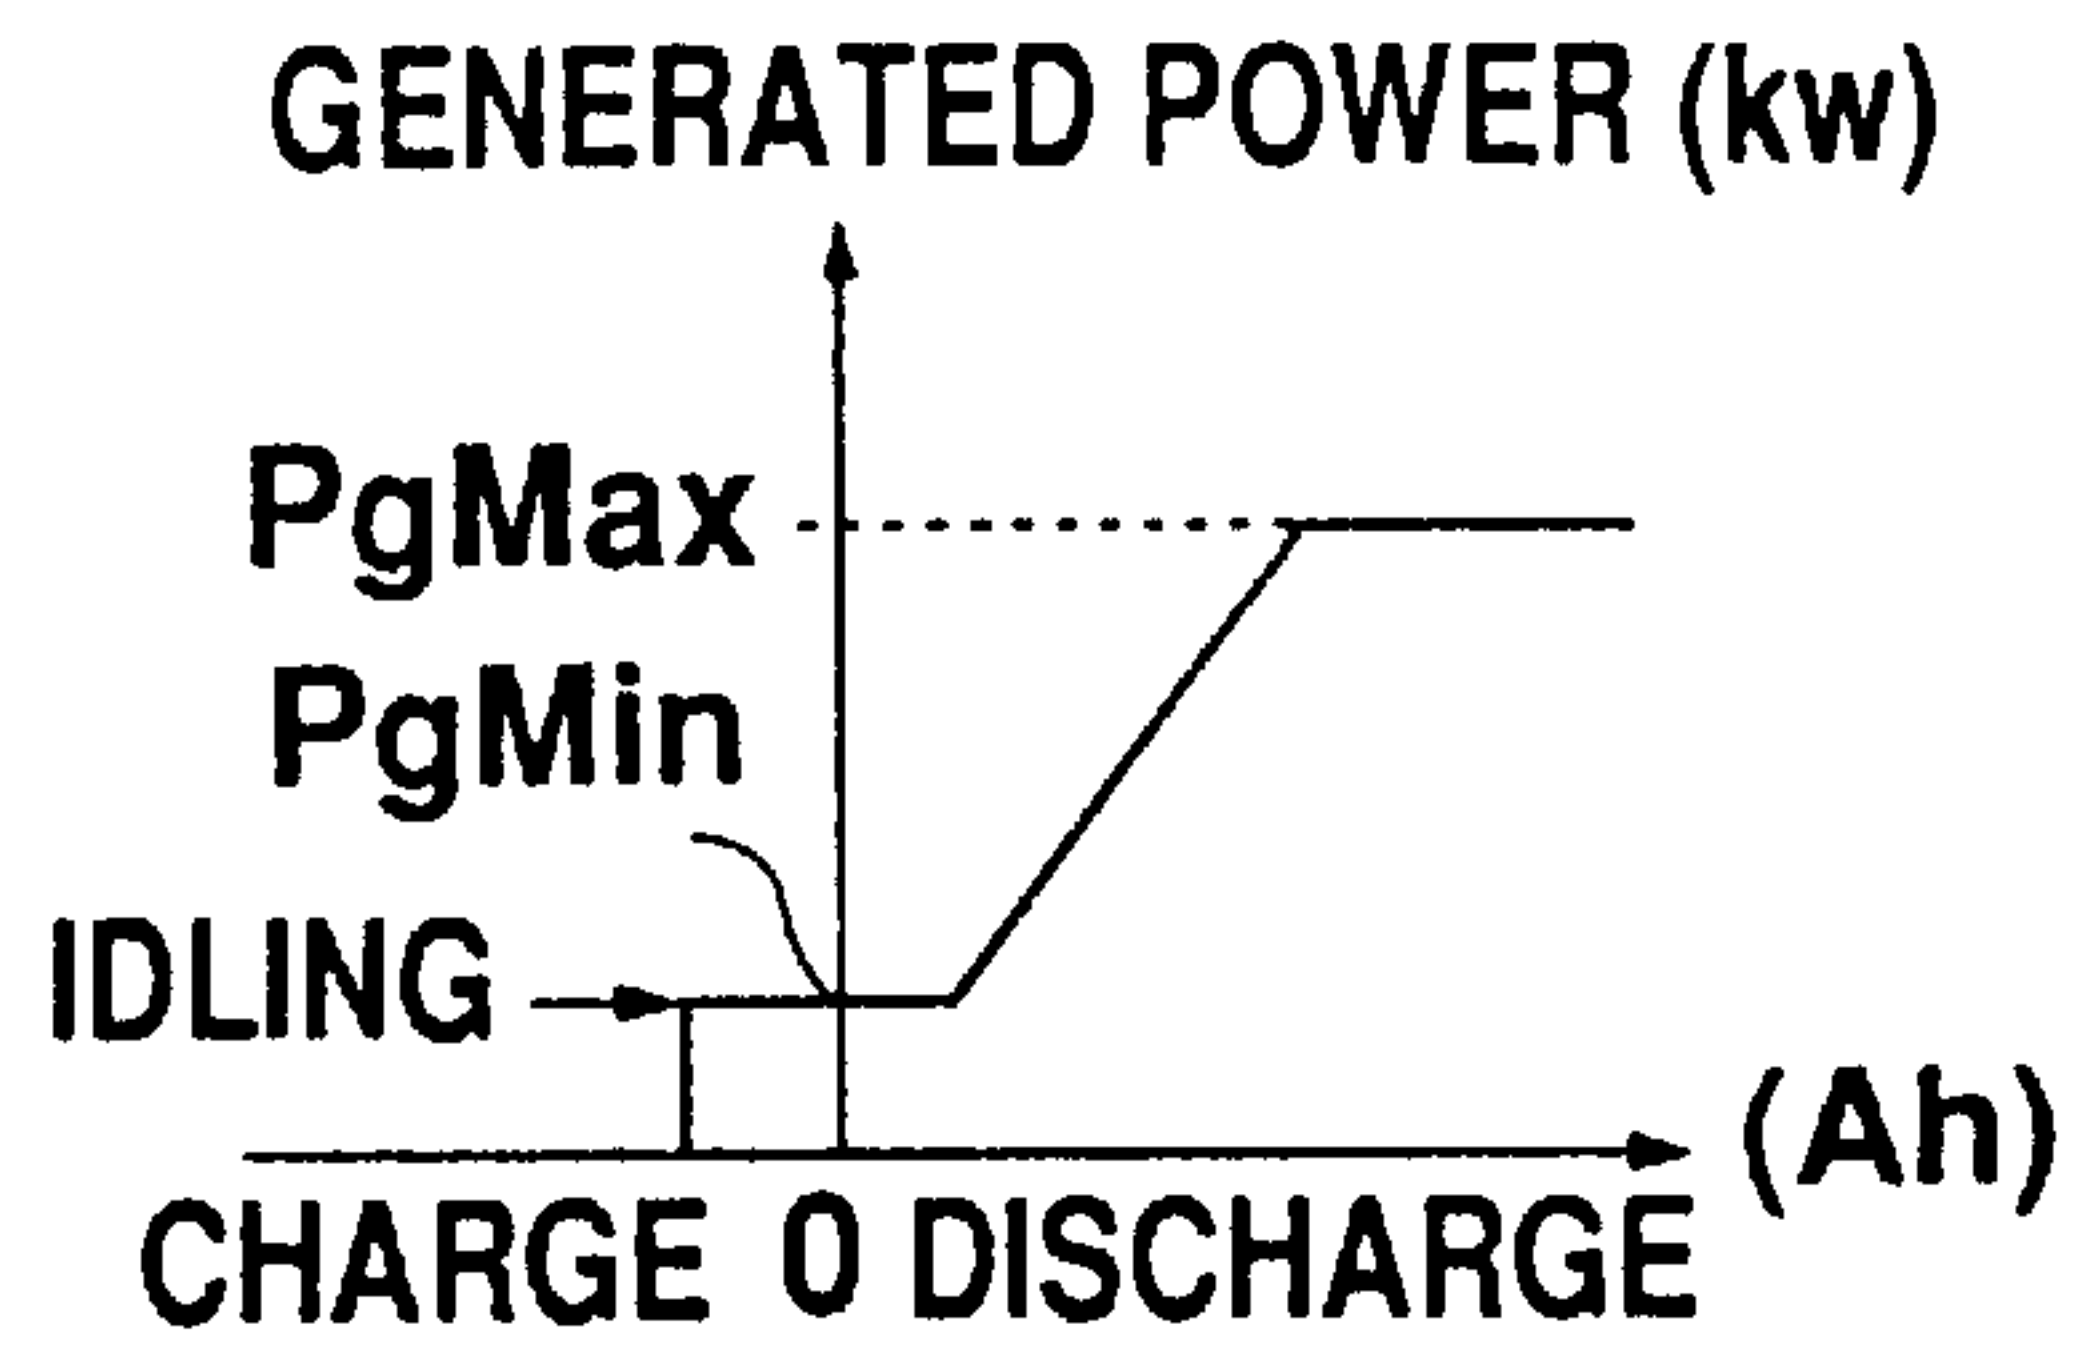 GENERATED POWER (kw)
PgMax
PgMin
IDLING
(Ah)
CHARGE 0 DISCHARGE